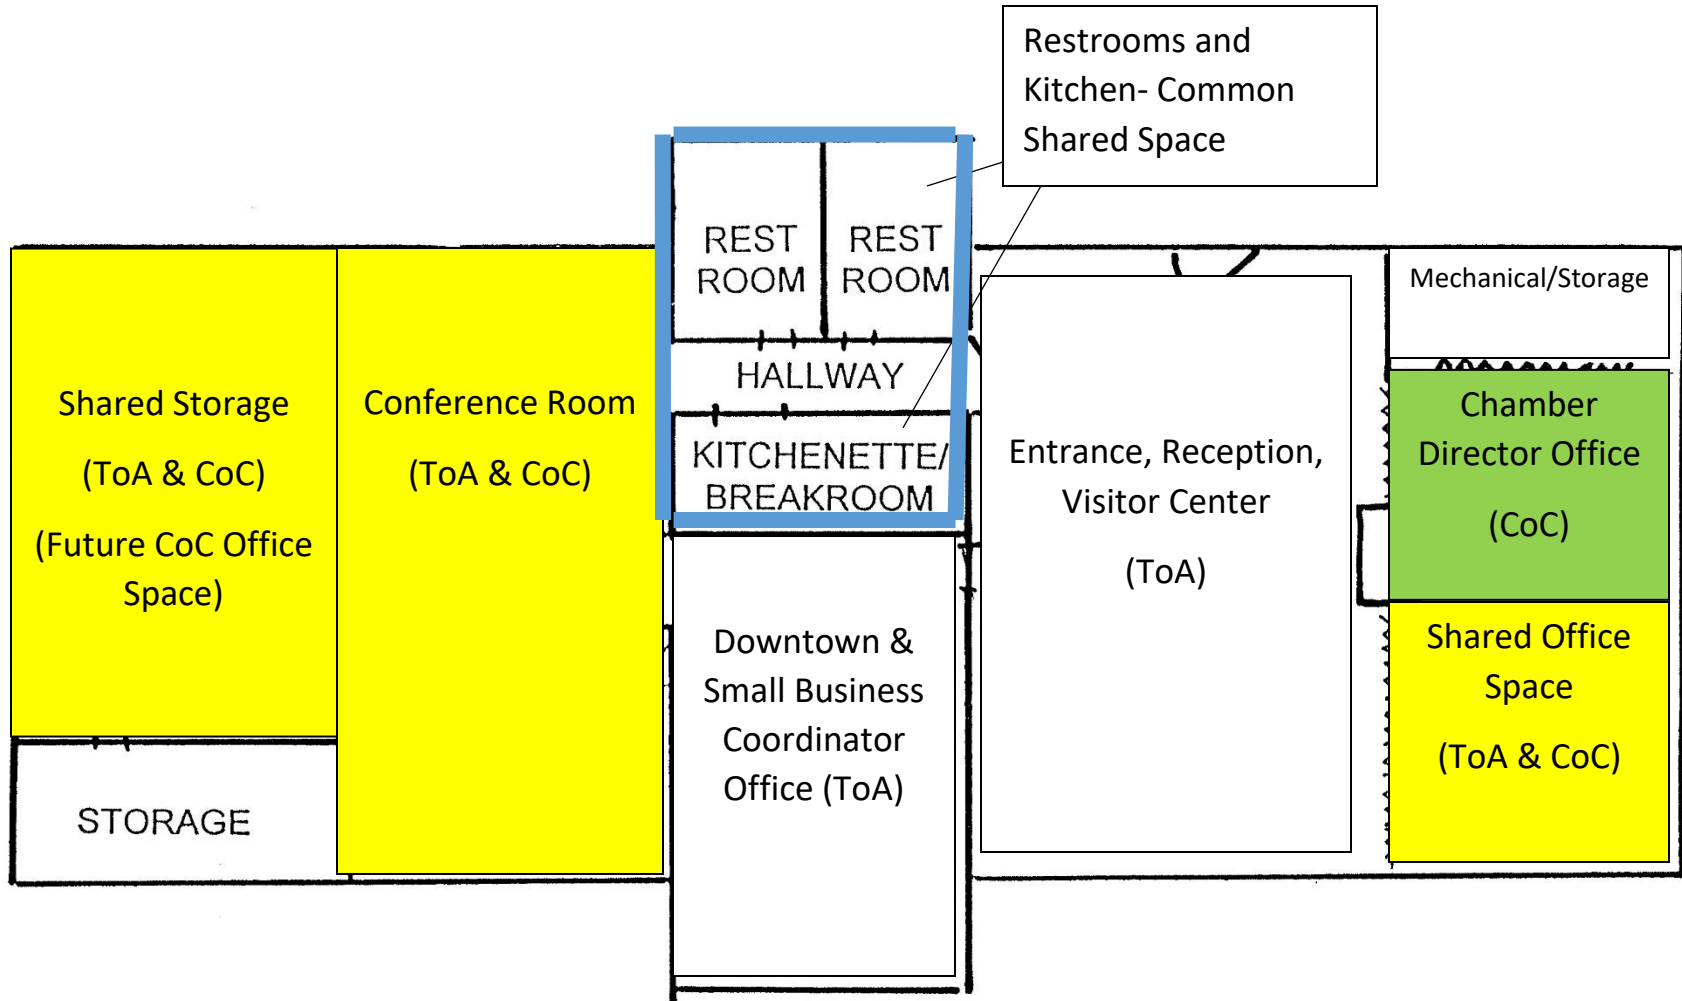 Restrooms and
Kitchen- Common
Shared Space
REST
ROOM
REST
ROOM
HALLWAY
KITCHENETTE/
BREAKROOM
Shared Storage
(ToA & CoC)
(Future CoC Office
Space)
STORAGE
Conference Room
(ToA & CoC)
Downtown &
Small Business
Coordinator
Office (ToA)
Entrance, Reception,
Visitor Center
(ToA)
Mechanical/Storage
Chamber
Director Office
(CoC)
Shared Office
Space
(ToA & CoC)